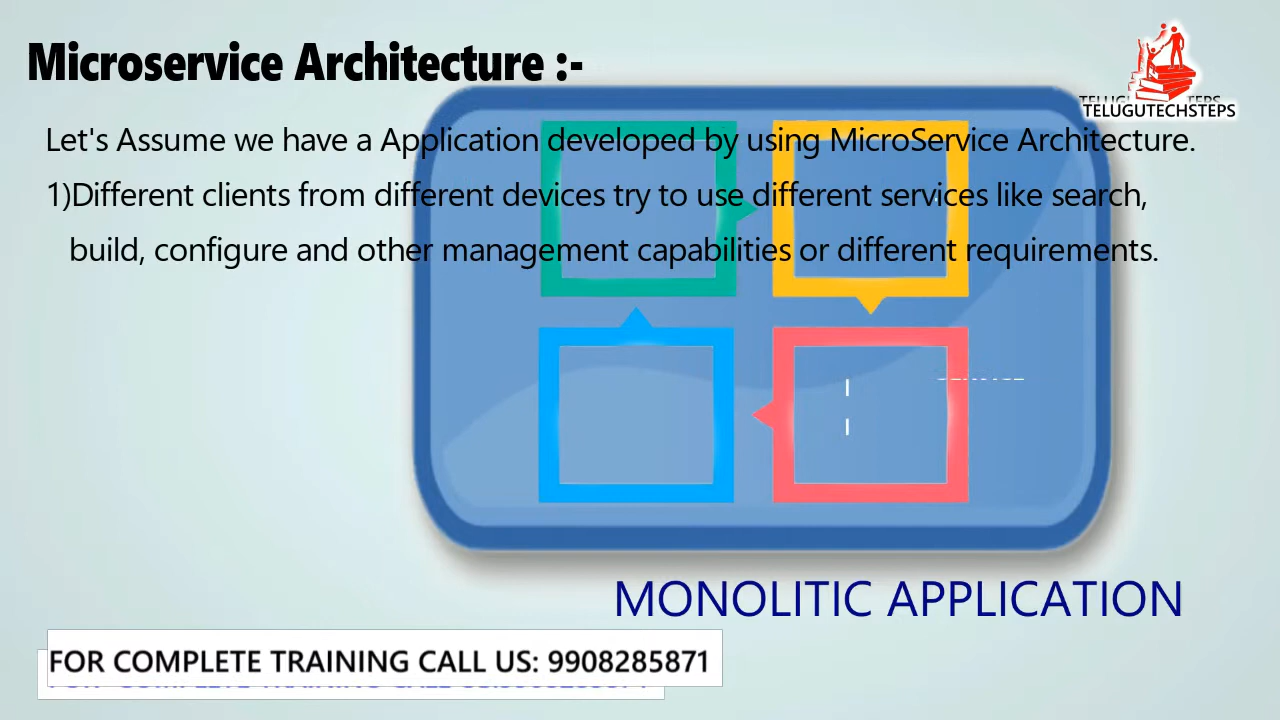 Microservice Architecture :-
TELUGUTECHSTEPS
Let's Assume we have a Application developed by using MicroService Architecture.
1)Different clients from different devices try to use different services like search,
build, configure and other management capabilities or different requirements.
MONOLITIC APPLICATION
FOR COMPLETE TRAINING CALL US: 9908285871